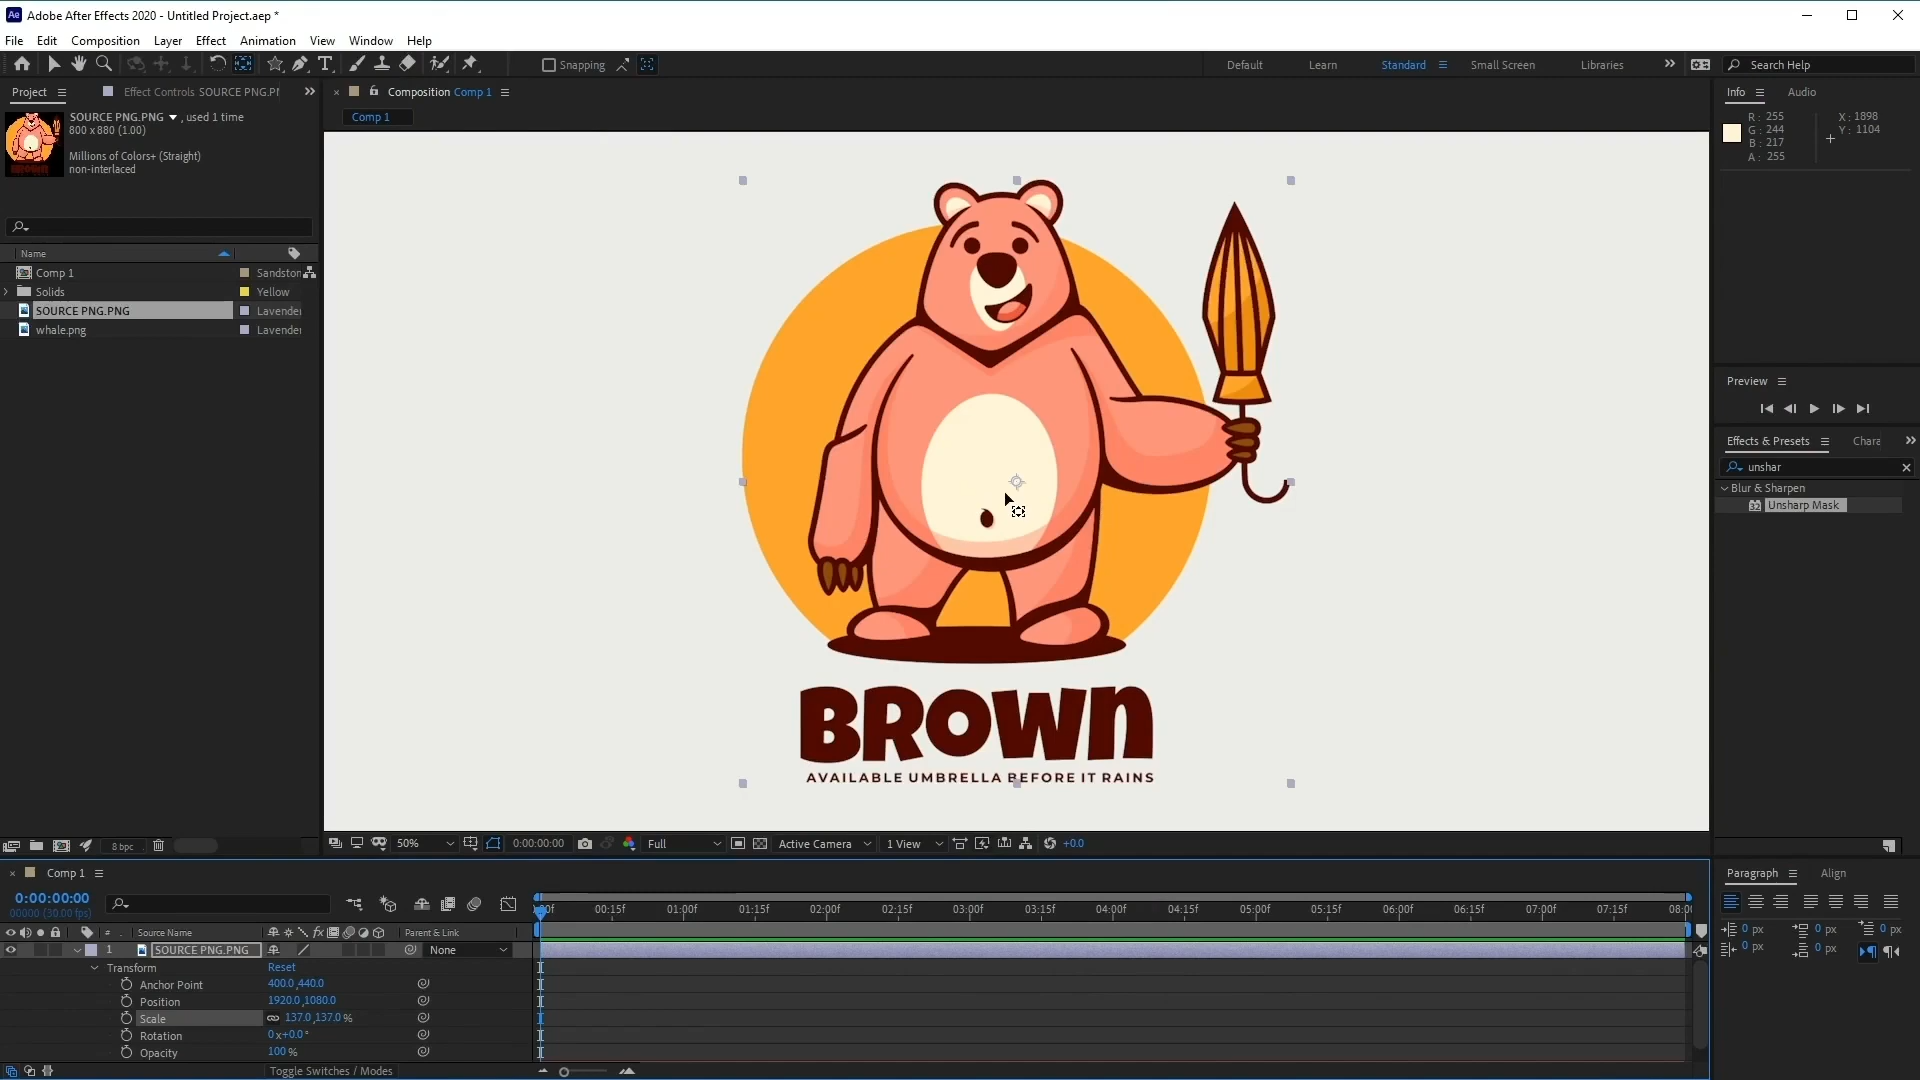 Ae Adobe After Effects 2020 - Untitled Project.aep *
File Edit Composition Layer Effect Animation View Window Help
Snapping
Default Learn Standard Small Screen Libraries
Search Help
Project
Effect Controls SOURCE PNG.PN
SOURCE PNG.PNG , used 1 time
800 x 880 (1.00)
Millions of Colors+ (Straight)
non-interlaced
Name
Comp 1 Sandston
Solids Yellow
SOURCE PNG.PNG Lavender
whale.png Lavender
8 bpc
Composition Comp 1
Comp 1
BROWN
AVAILABLE UMBRELLA BEFORE IT RAINS
50% 0:00:00:00 Full Active Camera 1 View +0.0
Info Audio
R: 255
G: 244
B: 217
A: 255
X: 1898
Y: 1104
Preview
Effects & Presets Chara
unshar
Blur & Sharpen
32 Unsharp Mask
Comp 1
0:00:00:00
00000 (30.00 fps)
00:15f 01:00f 01:15f 02:00f 02:15f 03:00f 03:15f 04:00f 04:15f 05:00f 05:15f 06:00f 06:15f 07:00f 07:15f 08:0
# Source Name fx Parent & Link
1 SOURCE PNG.PNG None
Transform Reset
Anchor Point 400.0,440.0
Position 1920.0,1080.0
Scale 137.0,137.0%
Rotation 0x+0.0°
Opacity 100%
Toggle Switches / Modes
Paragraph Align
0 px 0 px 0 px
0 px 0 px